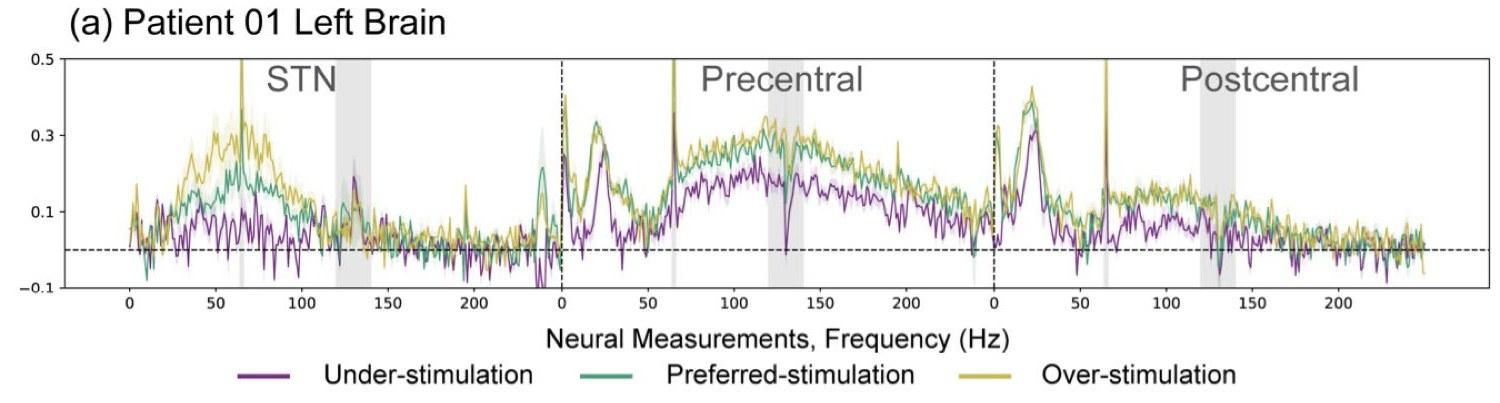 (a) Patient 01 Left Brain
0.5
STN
Precentral
Postcentral
0.3
0.1
−0.1
0 50 100 150 200 0 50 100 150 200 0 50 100 150 200
Neural Measurements, Frequency (Hz)
Under-stimulation Preferred-stimulation Over-stimulation